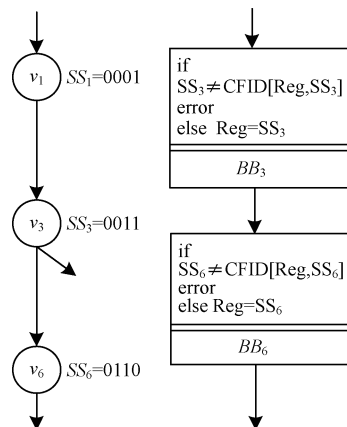 v₁ SS₁=0001
v₃ SS₃=0011
v₆ SS₆=0110
if
SS₃≠CFID[Reg,SS₃]
error
else Reg=SS₃
BB₃
if
SS₆≠CFID[Reg,SS₆]
error
else Reg=SS₆
BB₆